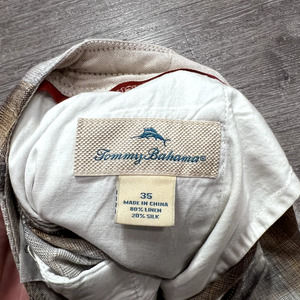 Tommy Bahama®
35
MADE IN CHINA
80% LINEN
20% SILK